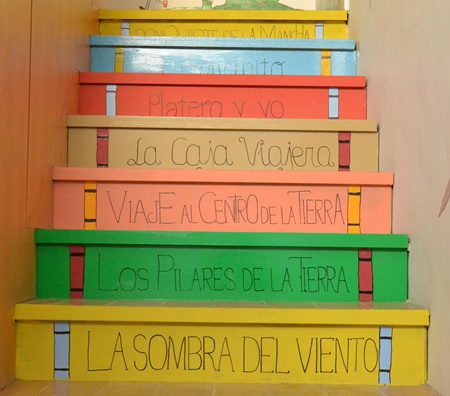 DON QUIJOTE DE LA MANCHA
El Principito
Platero y yo
La Caja Viajera
VIAJE AL CENTRO DE LA TIERRA
LOS PILARES DE LA TIERRA
LA SOMBRA DEL VIENTO